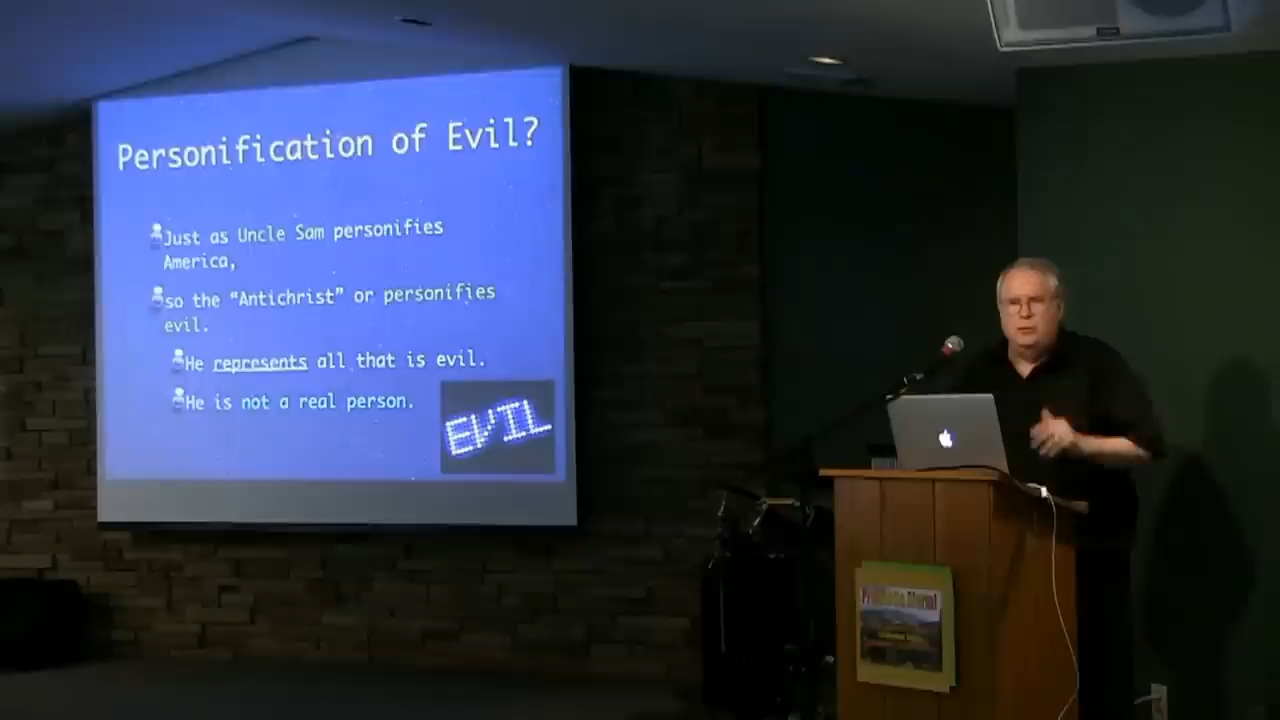 Personification of Evil?
Just as Uncle Sam personifies
America,
so the “Antichrist” or personifies
evil.
He represents all that is evil.
He is not a real person.
EVIL